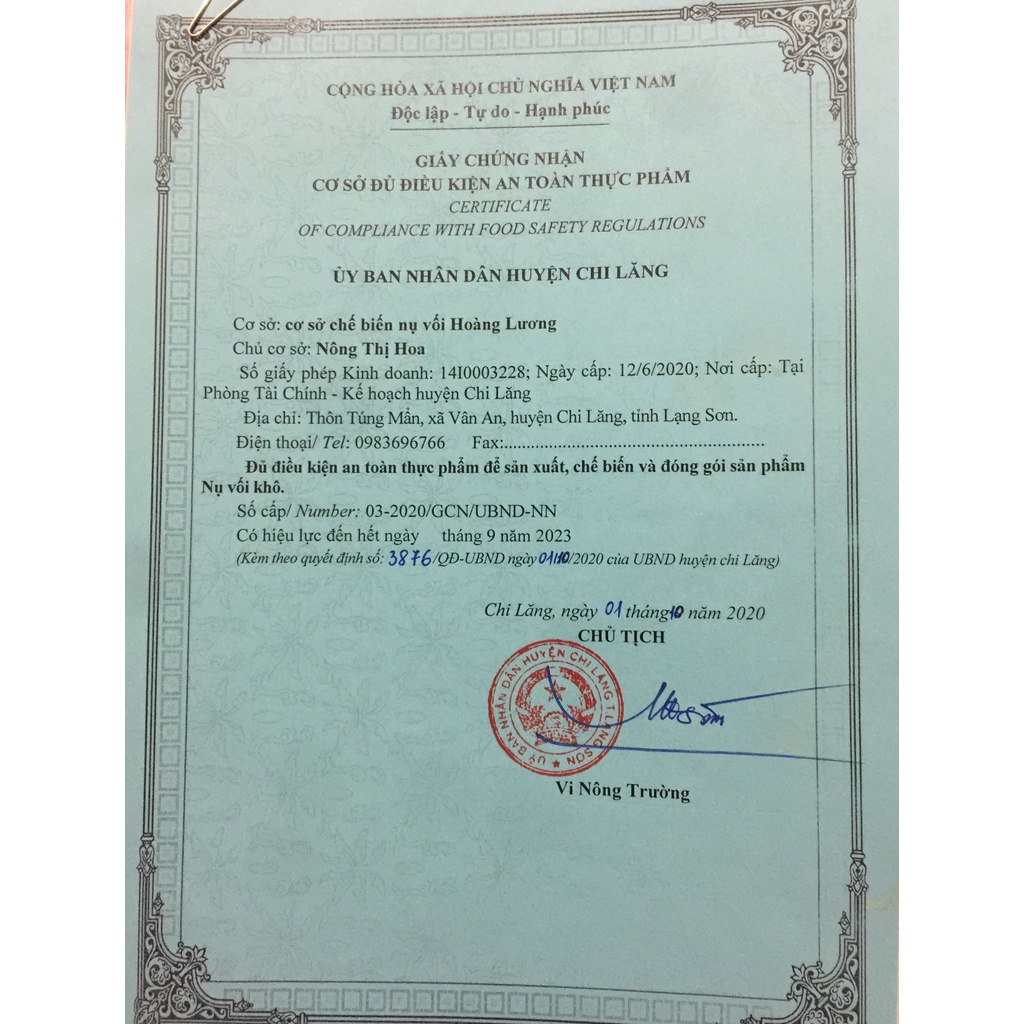 CỘNG HÒA XÃ HỘI CHỦ NGHĨA VIỆT NAM
Độc lập - Tự do - Hạnh phúc
GIẤY CHỨNG NHẬN
CƠ SỞ ĐỦ ĐIỀU KIỆN AN TOÀN THỰC PHẨM
CERTIFICATE
OF COMPLIANCE WITH FOOD SAFETY REGULATIONS
ỦY BAN NHÂN DÂN HUYỆN CHI LĂNG
Cơ sở: cơ sở chế biến nụ vối Hoàng Lương
Chủ cơ sở: Nông Thị Hoa
Số giấy phép Kinh doanh: 14I0003228; Ngày cấp: 12/6/2020; Nơi cấp: Tại
Phòng Tài Chính - Kế hoạch huyện Chi Lăng
Địa chỉ: Thôn Túng Mẩn, xã Vân An, huyện Chi Lăng, tỉnh Lạng Sơn.
Điện thoại/ Tel: 0983696766 Fax:......................................................
Đủ điều kiện an toàn thực phẩm để sản xuất, chế biến và đóng gói sản phẩm
Nụ vối khô.
Số cấp/ Number: 03-2020/GCN/UBND-NN
Có hiệu lực đến hết ngày tháng 9 năm 2023
(Kèm theo quyết định số: 3876/QĐ-UBND ngày 01/10/2020 của UBND huyện chi Lăng)
Chi Lăng, ngày 01 tháng 10 năm 2020
CHỦ TỊCH
UỶ BAN NHÂN DÂN HUYỆN CHI LĂNG T.LẠNG SƠN
Vi Nông Trường